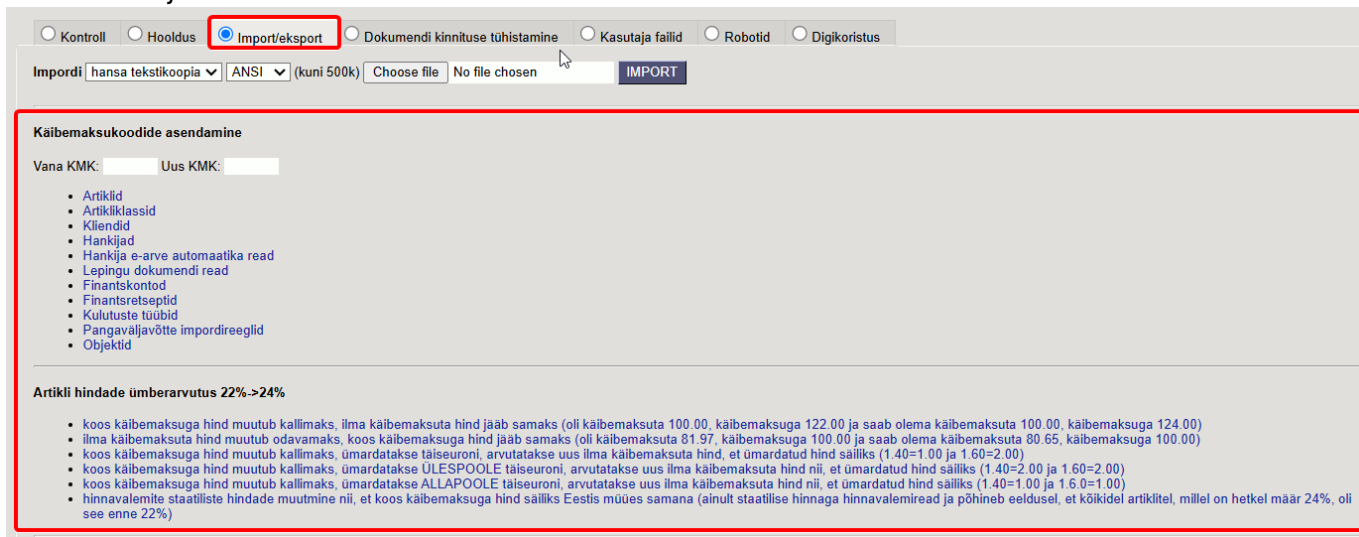 Kontroll Hooldus Import/eksport Dokumendi kinnituse tühistamine Kasutaja failid Robotid Digikoristus
Impordi hansa tekstikoopia ANSI (kuni 500k) Choose file No file chosen IMPORT
Käibemaksukoodide asendamine
Vana KMK: Uus KMK:
Artiklid
Artikliklassid
Kliendid
Hankijad
Hankija e-arve automaatika read
Lepingu dokumendi read
Finantskontod
Finantsretseptid
Kulutuste tüübid
Pangaväljavõtte impordireeglid
Objektid
Artikli hindade ümberarvutus 22%->24%
koos käibemaksuga hind muutub kallimaks, ilma käibemaksuta hind jääb samaks (oli käibemaksuta 100.00, käibemaksuga 122.00 ja saab olema käibemaksuta 100.00, käibemaksuga 124.00)
ilma käibemaksuta hind muutub odavamaks, koos käibemaksuga hind jääb samaks (oli käibemaksuta 81.97, käibemaksuga 100.00 ja saab olema käibemaksuta 80.65, käibemaksuga 100.00)
koos käibemaksuga hind muutub kallimaks, ümardatakse täiseuroni, arvutatakse uus ilma käibemaksuta hind, et ümardatud hind säiliks (1.40=1.00 ja 1.60=2.00)
koos käibemaksuga hind muutub kallimaks, ümardatakse ÜLESPOOLE täiseuroni, arvutatakse uus ilma käibemaksuta hind nii, et ümardatud hind säiliks (1.40=2.00 ja 1.60=2.00)
koos käibemaksuga hind muutub kallimaks, ümardatakse ALLAPOOLE täiseuroni, arvutatakse uus ilma käibemaksuta hind nii, et ümardatud hind säiliks (1.40=1.00 ja 1.6.0=1.00)
hinnavalemite staatiliste hindade muutmine nii, et koos käibemaksuga hind säiliks Eestis müües samana (ainult staatilise hinnaga hinnavalemiread ja põhineb eeldusel, et kõikidel artiklitel, millel on hetkel määr 24%, oli
see enne 22%)